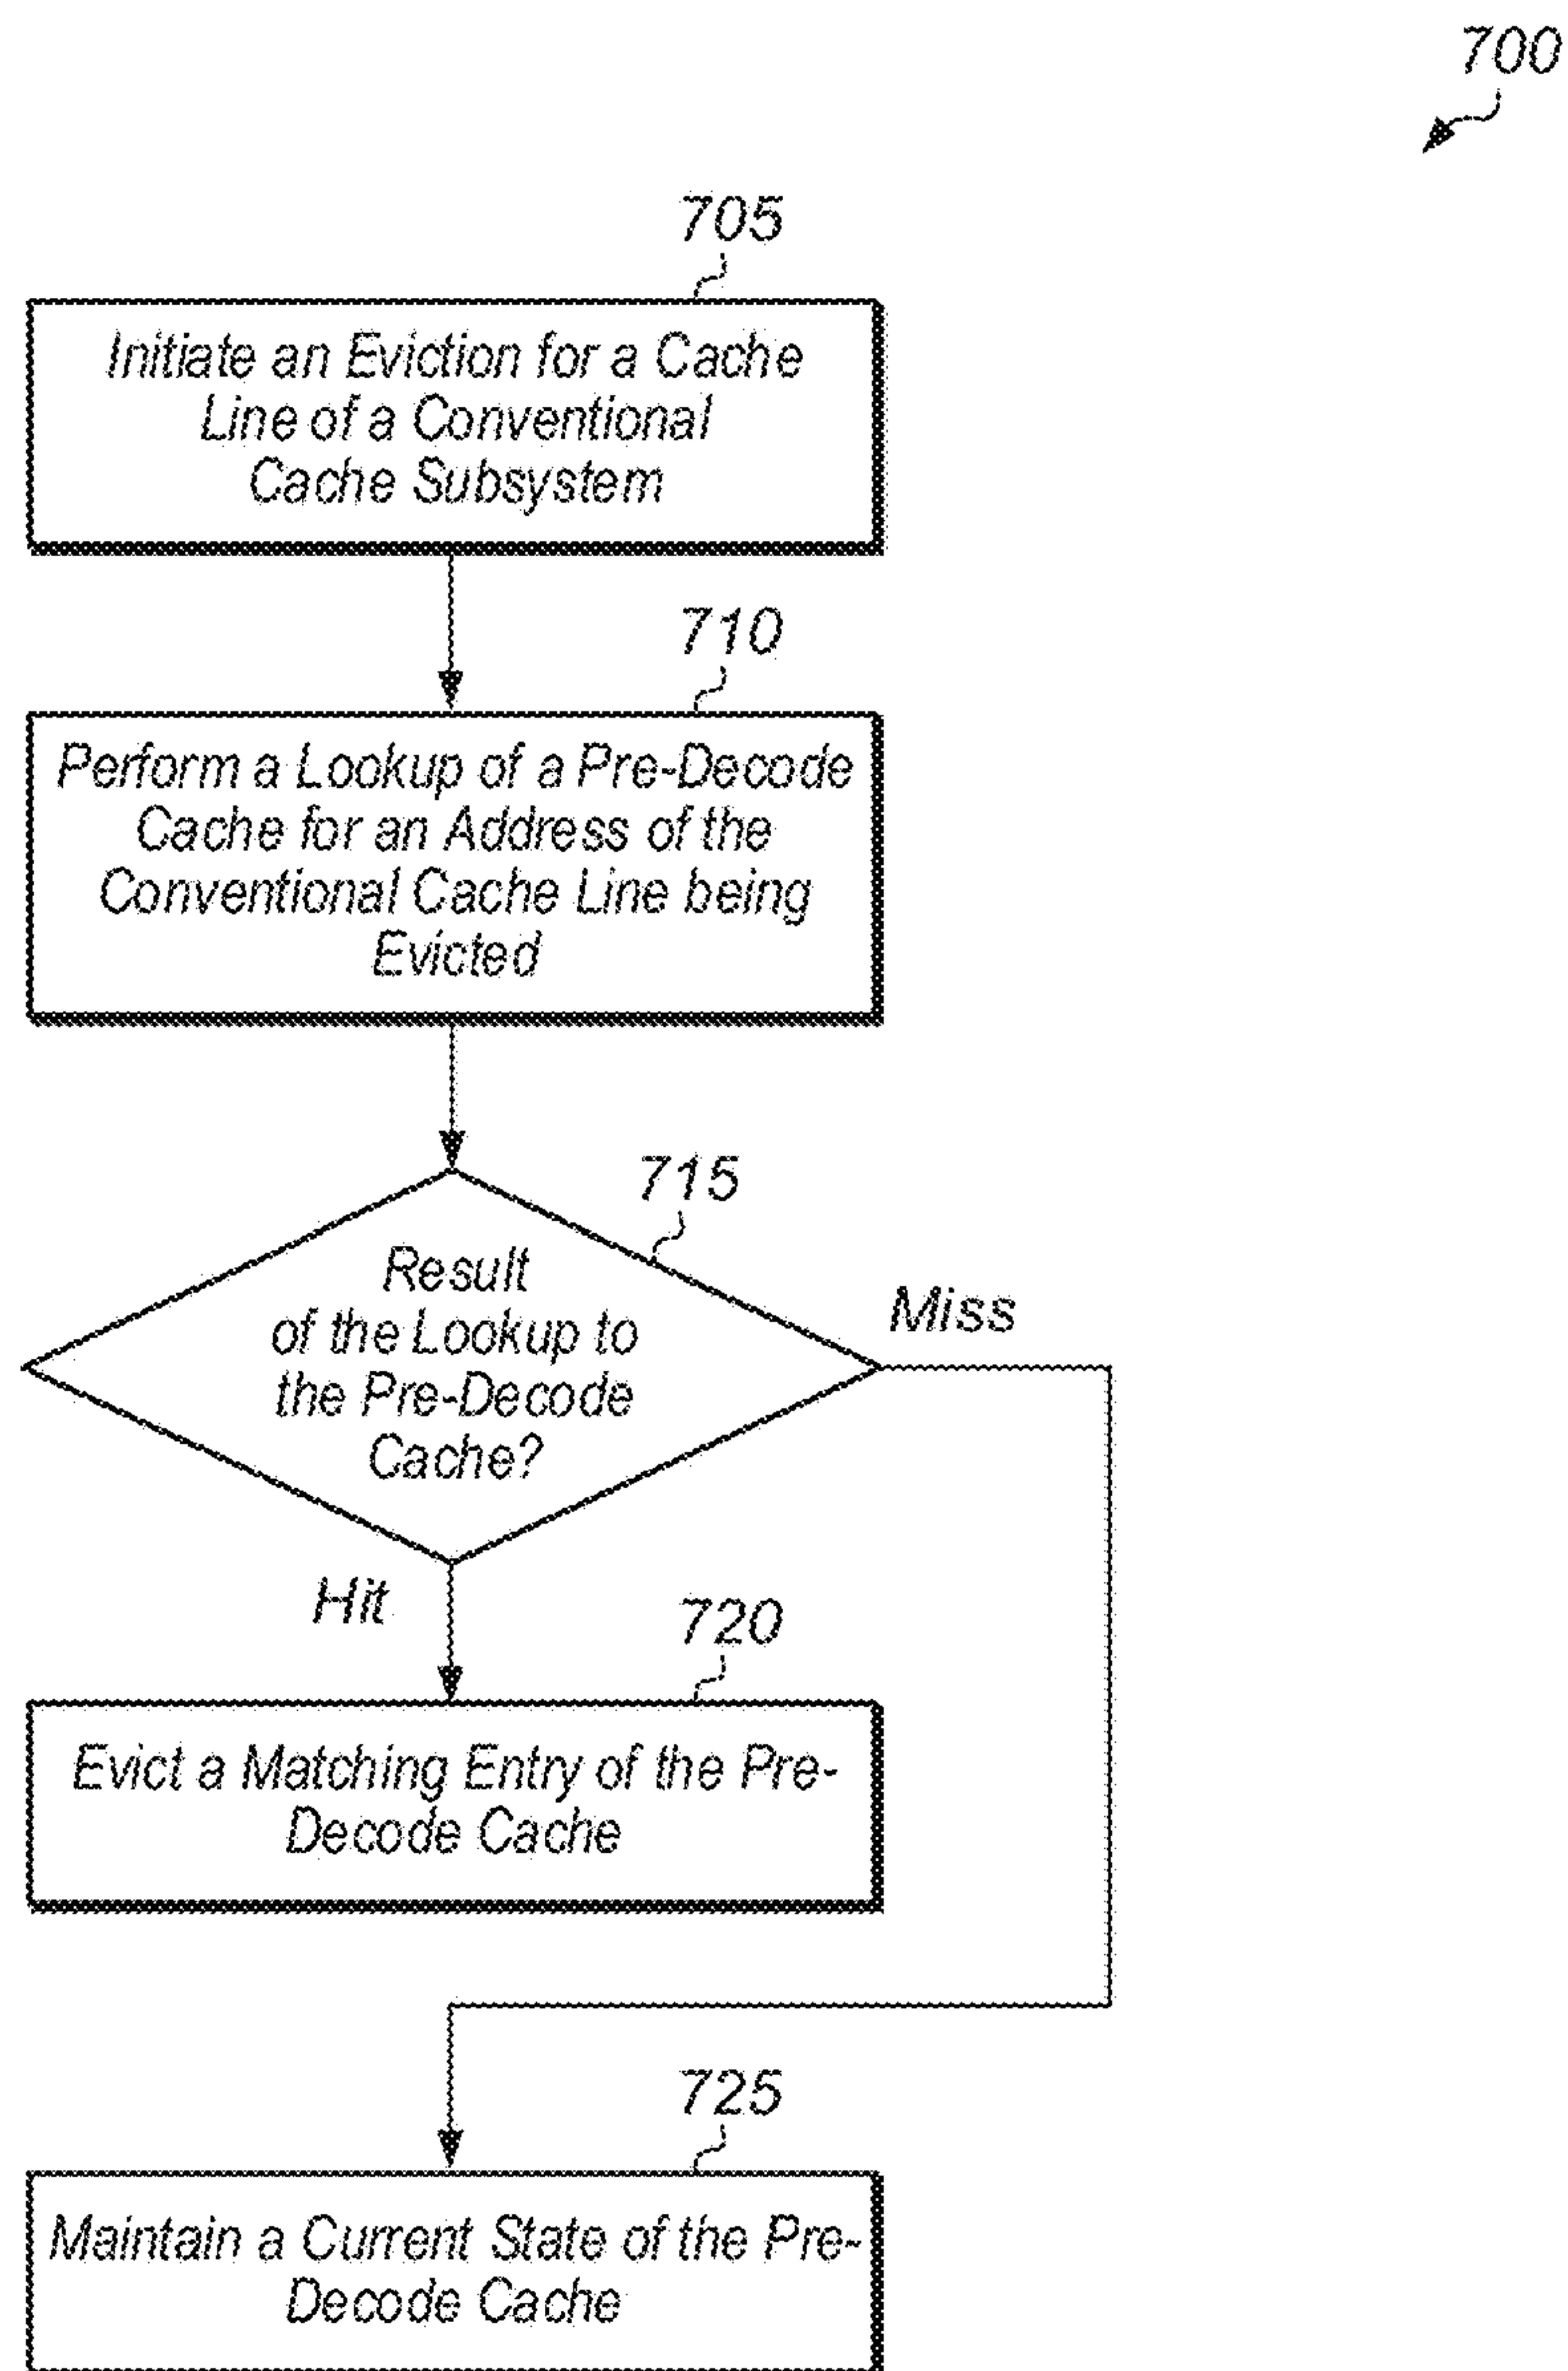 700
705
Initiate an Eviction for a Cache
Line of a Conventional
Cache Subsystem
710
Perform a Lookup of a Pre-Decode
Cache for an Address of the
Conventional Cache Line being
Evicted
715
Result
of the Lookup to
the Pre-Decode
Cache?
Miss
Hit
720
Evict a Matching Entry of the Pre-
Decode Cache
725
Maintain a Current State of the Pre-
Decode Cache